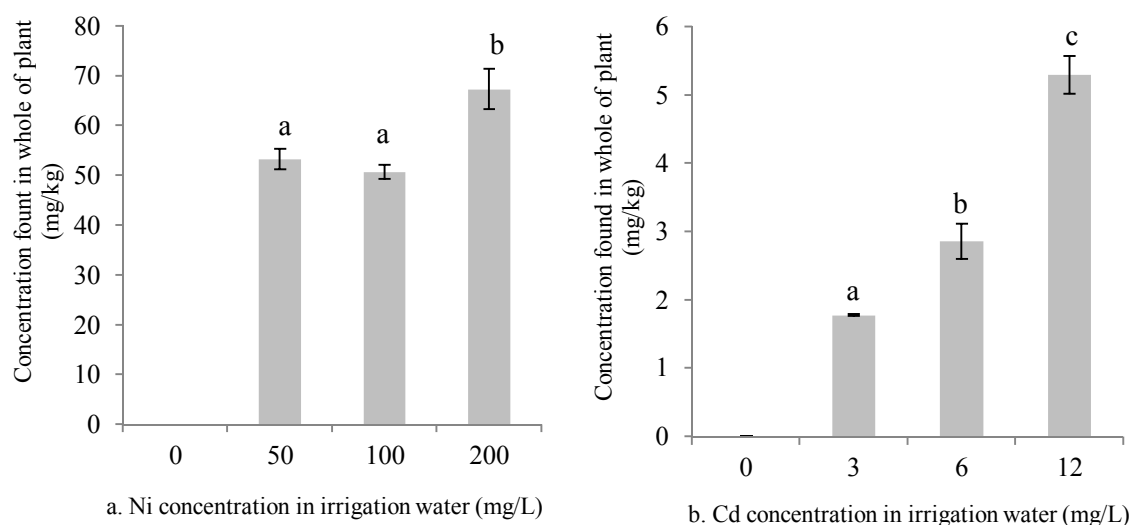 Concentration fount in whole of plant
(mg/kg)
80
70
60
50
40
30
20
10
0
a
a
b
0 50 100 200
a. Ni concentration in irrigation water (mg/L)
Concentration found in whole of plant
(mg/kg)
6
5
4
3
2
1
0
a
b
c
0 3 6 12
b. Cd concentration in irrigation water (mg/L)